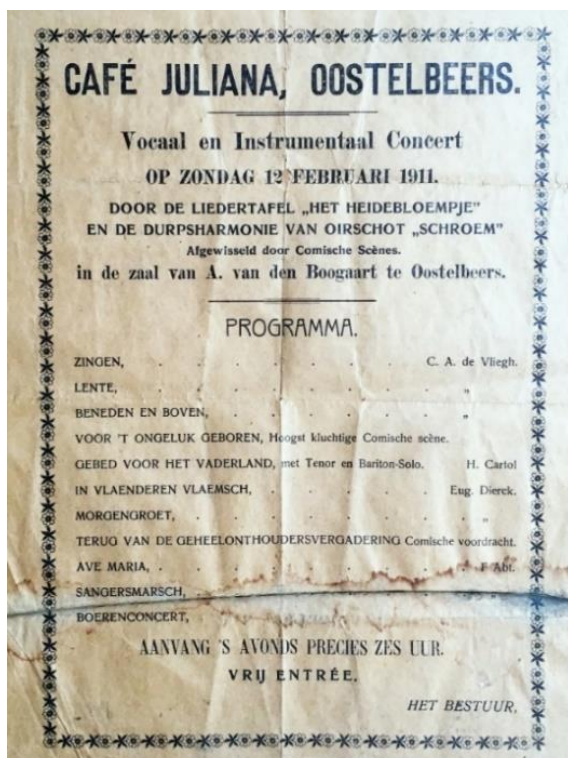 CAFÉ JULIANA, OOSTELBEERS.
Vocaal en Instrumentaal Concert
OP ZONDAG 12 FEBRUARI 1911.
DOOR DE LIEDERTAFEL „HET HEIDEBLOEMPJE"
EN DE DURPSHARMONIE VAN OIRSCHOT „SCHROEM"
Afgewisseld door Comische Scènes.
in de zaal van A. van den Boogaart te Oostelbeers.
PROGRAMMA.
ZINGEN, . . . . . . . C. A. de Vliegh.
LENTE, . . . . . . . „
BENEDEN EN BOVEN, . . . . . . „
VOOR 'T ONGELUK GEBOREN, Hoogst kluchtige Comische scène.
GEBED VOOR HET VADERLAND, met Tenor en Bariton-Solo. H. Cartol
IN VLAENDEREN VLAEMSCH, . . . . . Eug. Dierck.
MORGENGROET, . . . . . . . „
TERUG VAN DE GEHEELONTHOUDERSVERGADERING Comische voordracht.
AVE MARIA, . . . . . . . F Abt.
SANGERSMARSCH, . . . . . . „
BOERENCONCERT,
AANVANG 'S AVONDS PRECIES ZES UUR.
VRIJ ENTRÉE.
HET BESTUUR,